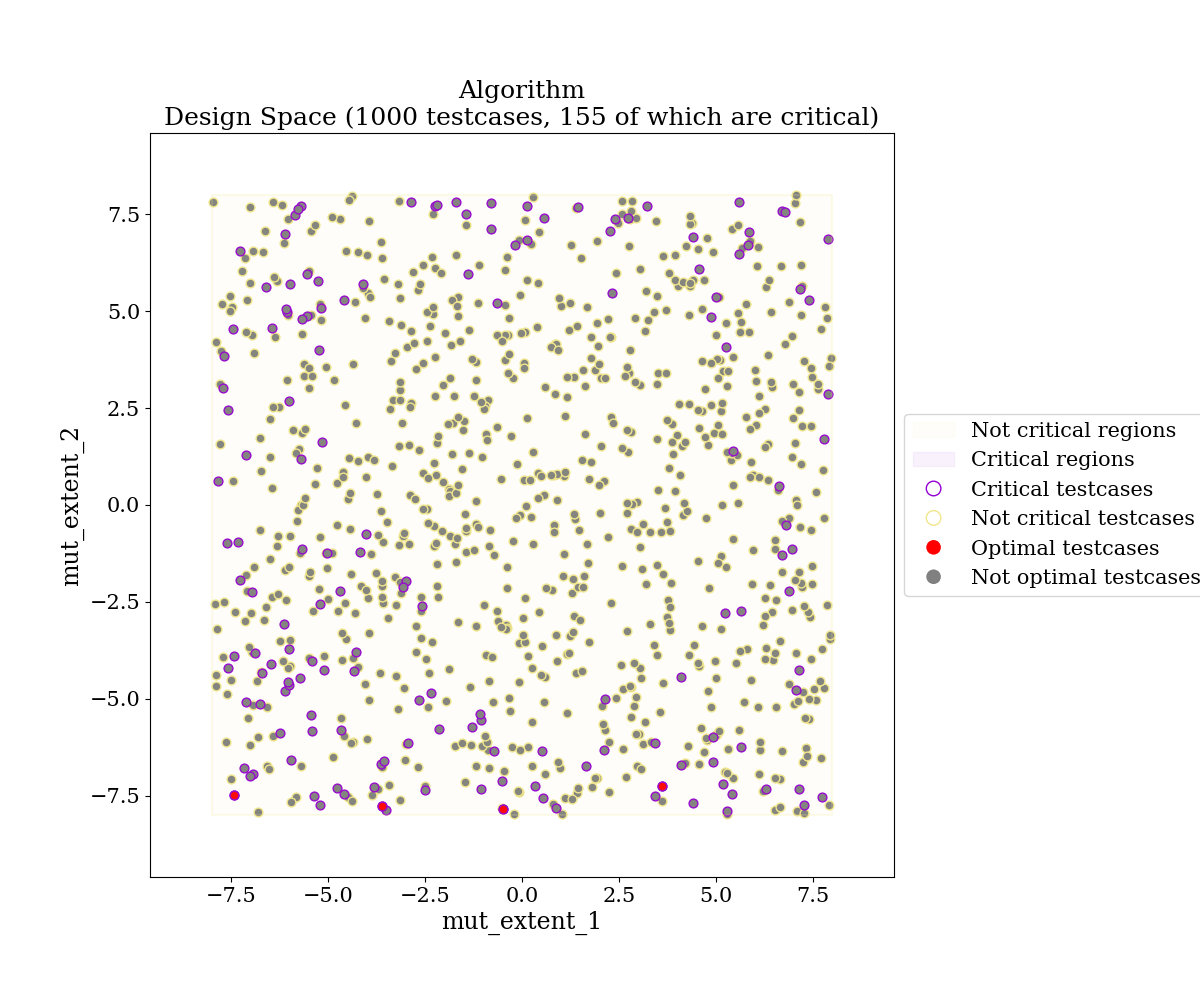 Algorithm
Design Space (1000 testcases, 155 of which are critical)
7.5
5.0
2.5
0.0
−2.5
−5.0
−7.5
mut_extent_2
−7.5 −5.0 −2.5 0.0 2.5 5.0 7.5
mut_extent_1
Not critical regions
Critical regions
Critical testcases
Not critical testcases
Optimal testcases
Not optimal testcases